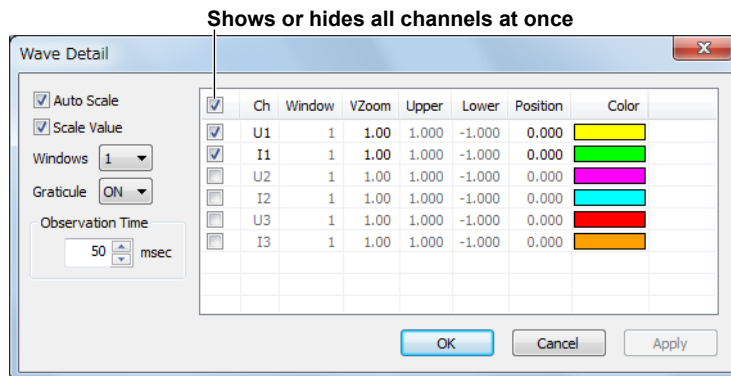 Shows or hides all channels at once
Wave Detail
Auto Scale
Scale Value
Windows 1
Graticule ON
Observation Time
50 msec
Ch Window VZoom Upper Lower Position Color
U1 1 1.00 1.000 -1.000 0.000
I1 1 1.00 1.000 -1.000 0.000
U2 1 1.00 1.000 -1.000 0.000
I2 1 1.00 1.000 -1.000 0.000
U3 1 1.00 1.000 -1.000 0.000
I3 1 1.00 1.000 -1.000 0.000
OK Cancel Apply